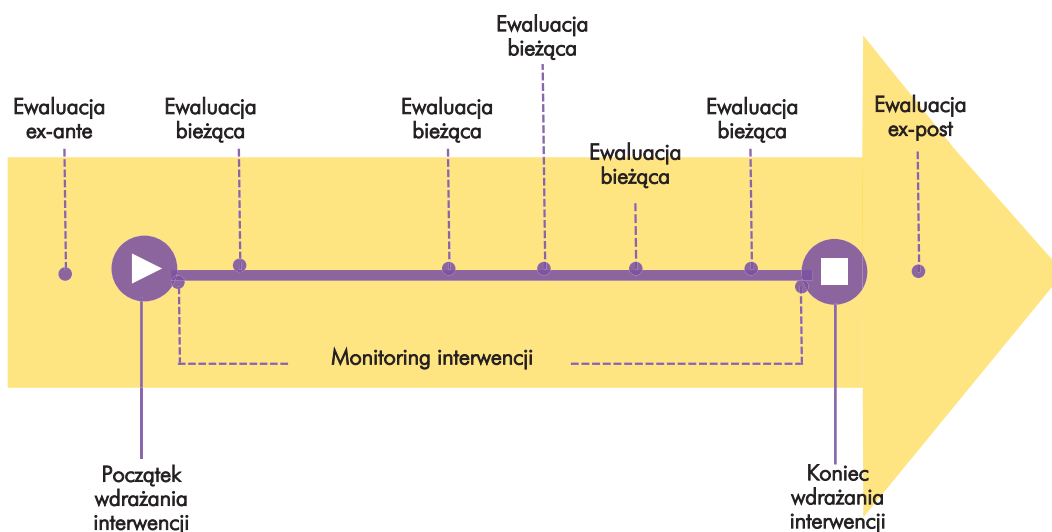 Ewaluacja
bieżąca
Ewaluacja
ex-ante
Ewaluacja
bieżąca
Ewaluacja
bieżąca
Ewaluacja
bieżąca
Ewaluacja
bieżąca
Ewaluacja
ex-post
Monitoring interwencji
Początek
wdrażania
interwencji
Koniec
wdrażania
interwencji